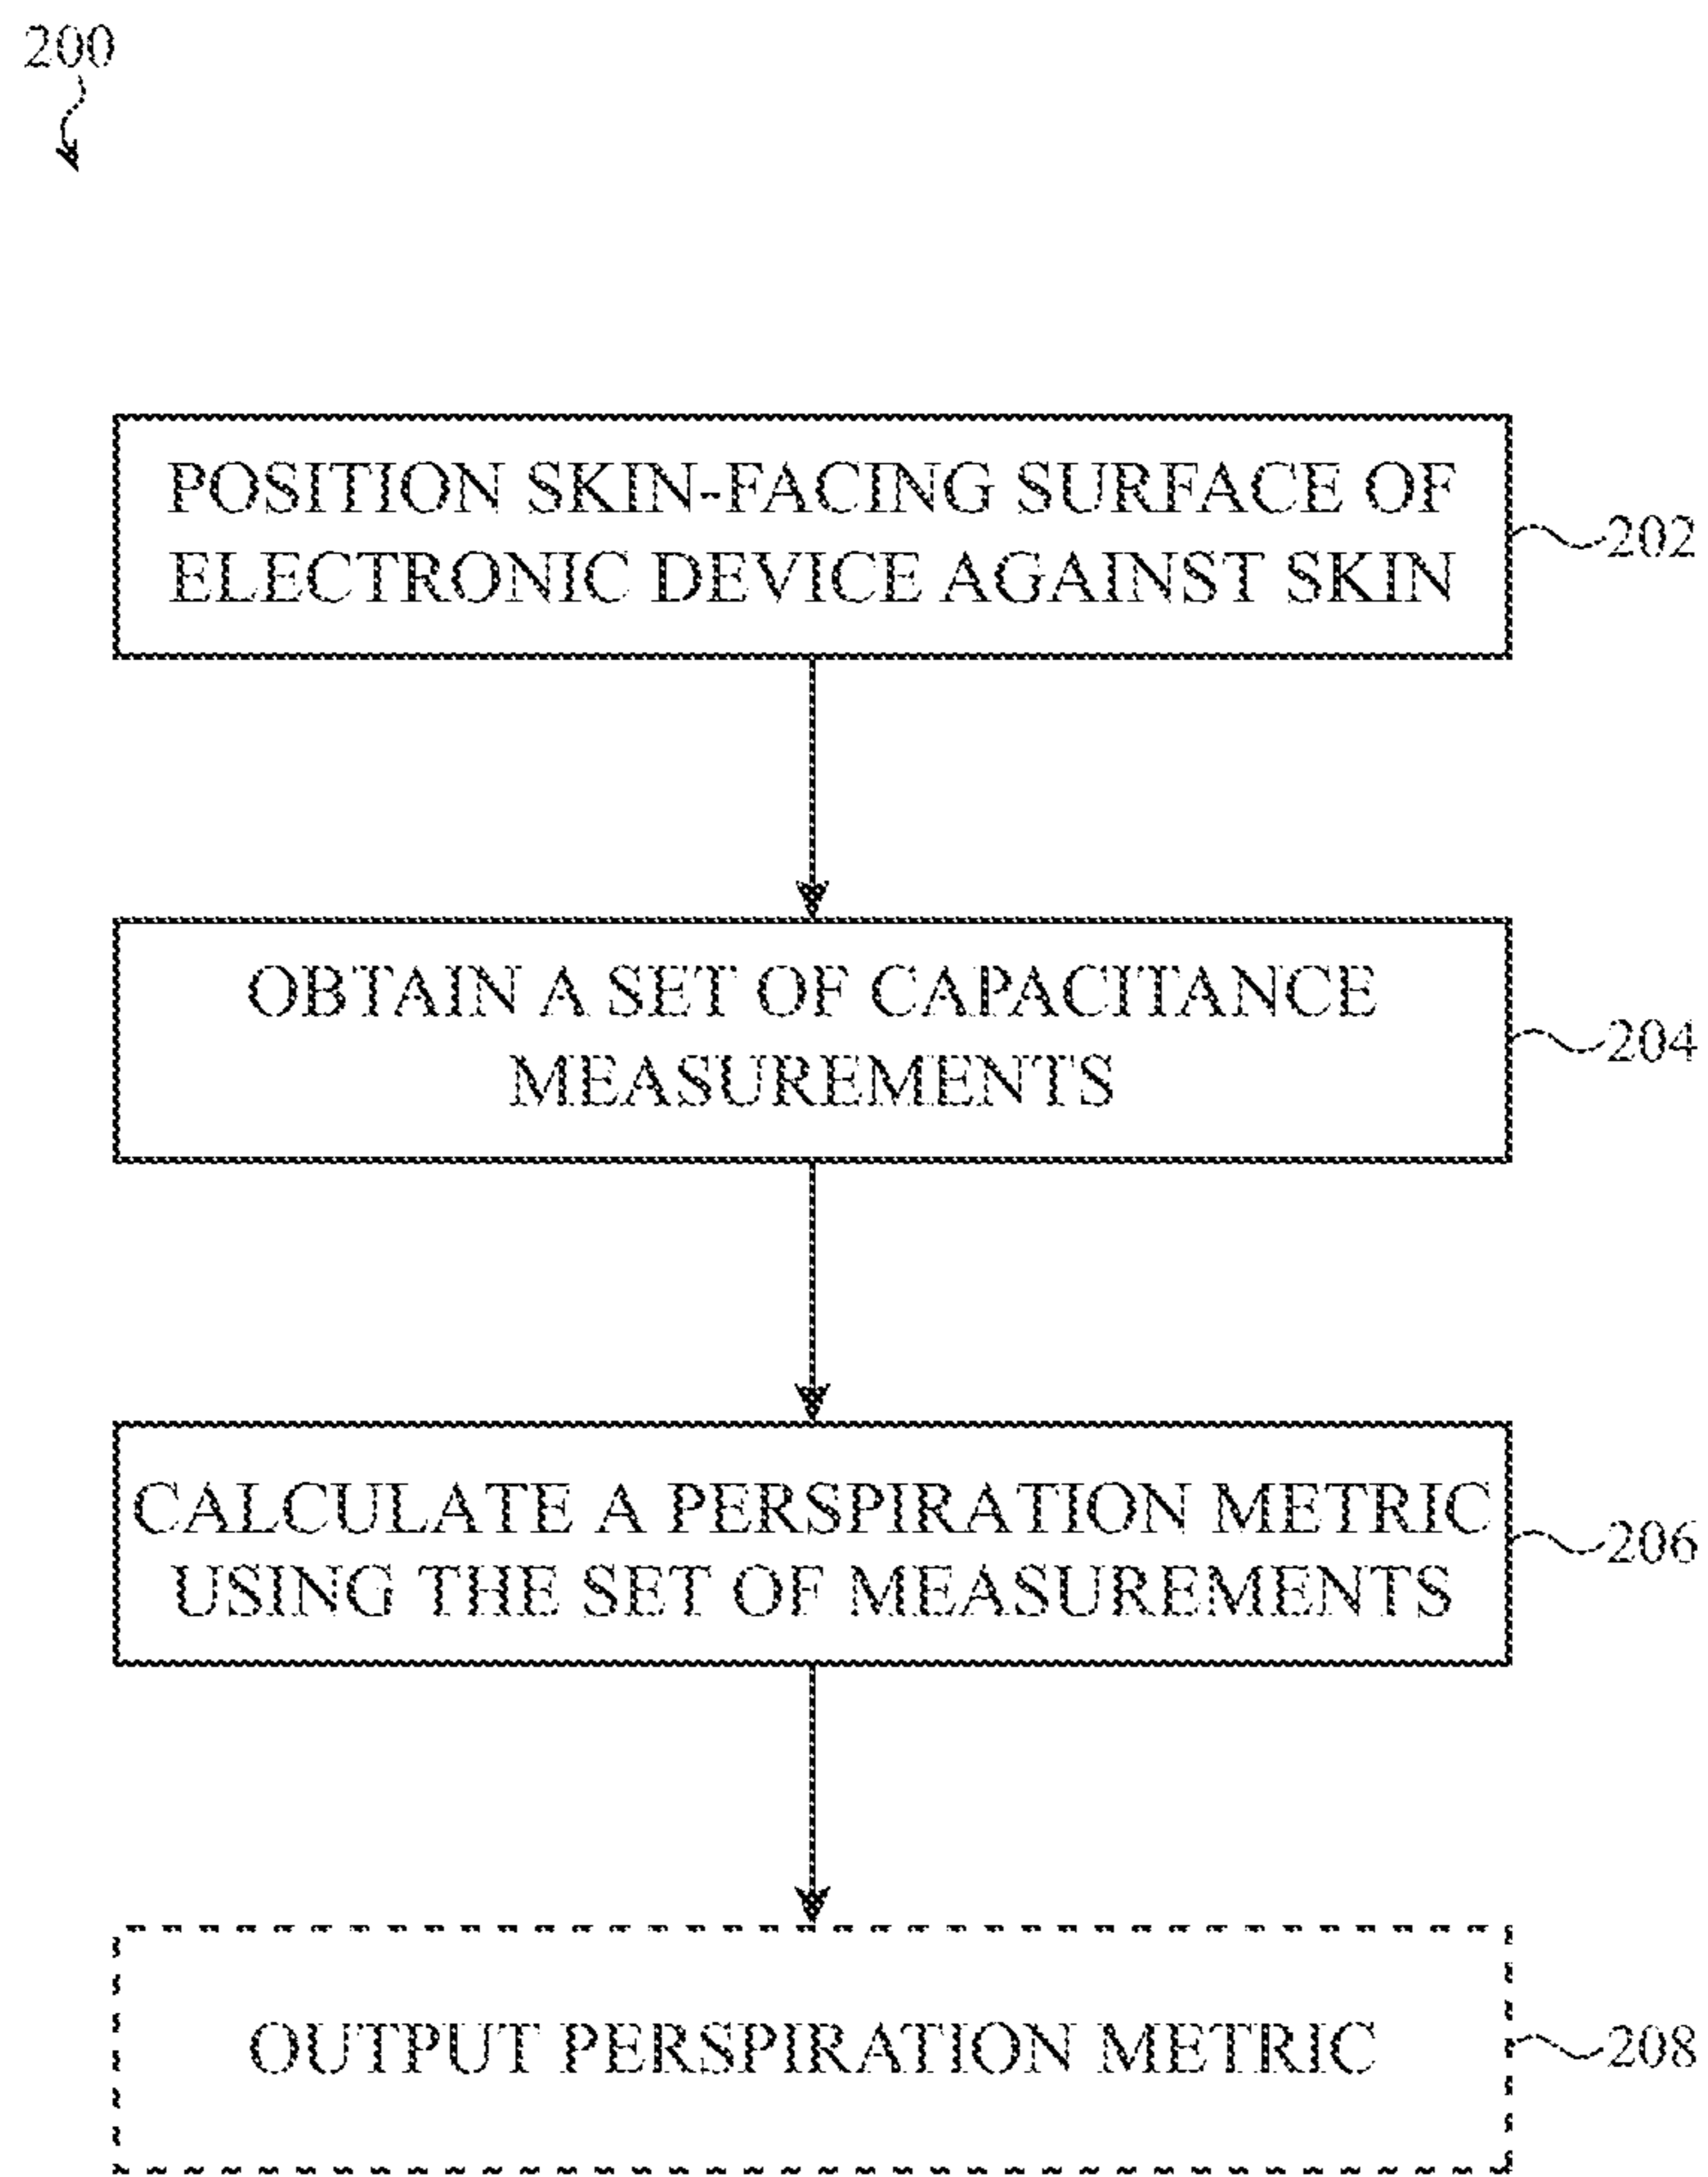 200
POSITION SKIN-FACING SURFACE OF
ELECTRONIC DEVICE AGAINST SKIN
202
OBTAIN A SET OF CAPACITANCE
MEASUREMENTS
204
CALCULATE A PERSPIRATION METRIC
USING THE SET OF MEASUREMENTS
206
OUTPUT PERSPIRATION METRIC
208